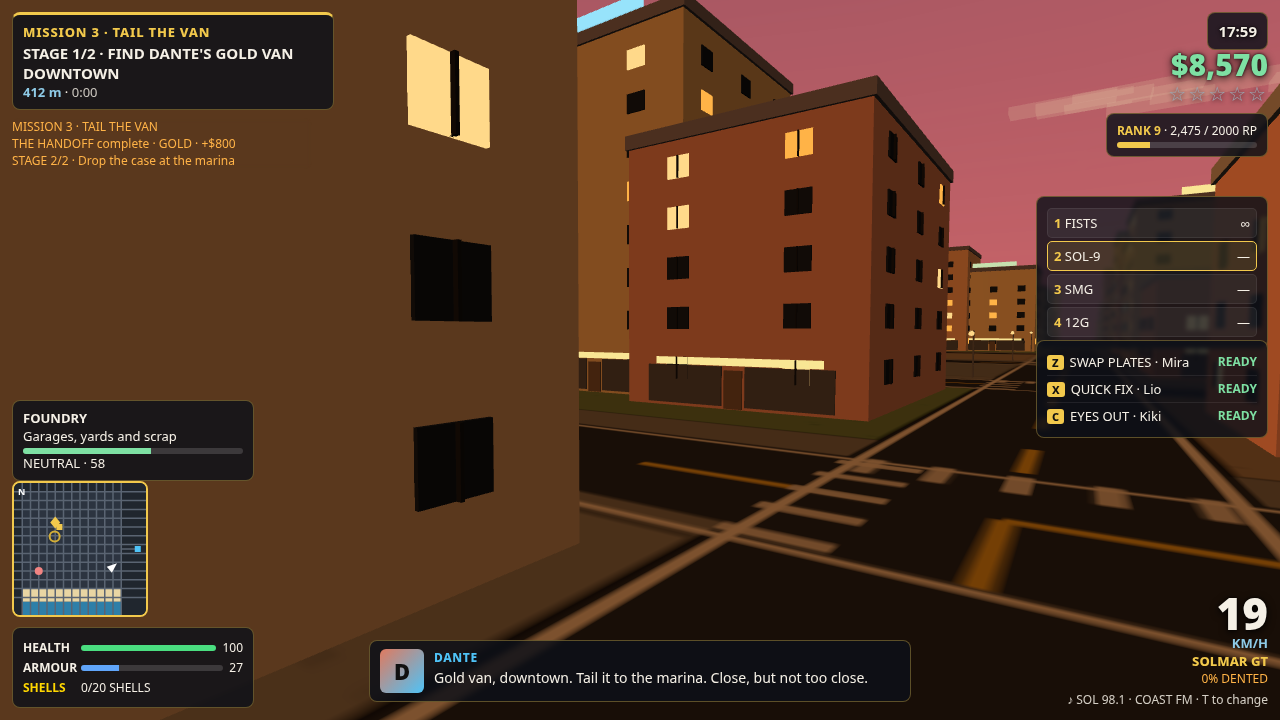 MISSION 3 · TAIL THE VAN
STAGE 1/2 · FIND DANTE'S GOLD VAN
DOWNTOWN
412 m · 0:00
MISSION 3 · TAIL THE VAN
THE HANDOFF complete · GOLD · +$800
STAGE 2/2 · Drop the case at the marina
17:59
$8,570
RANK 9 · 2,475 / 2000 RP
1 FISTS ∞
2 SOL-9 —
3 SMG —
4 12G —
Z SWAP PLATES · Mira READY
X QUICK FIX · Lio READY
C EYES OUT · Kiki READY
FOUNDRY
Garages, yards and scrap
NEUTRAL · 58
N
HEALTH 100
ARMOUR 27
SHELLS 0/20 SHELLS
D
DANTE
Gold van, downtown. Tail it to the marina. Close, but not too close.
19
KM/H
SOLMAR GT
0% DENTED
♪ SOL 98.1 · COAST FM · T to change